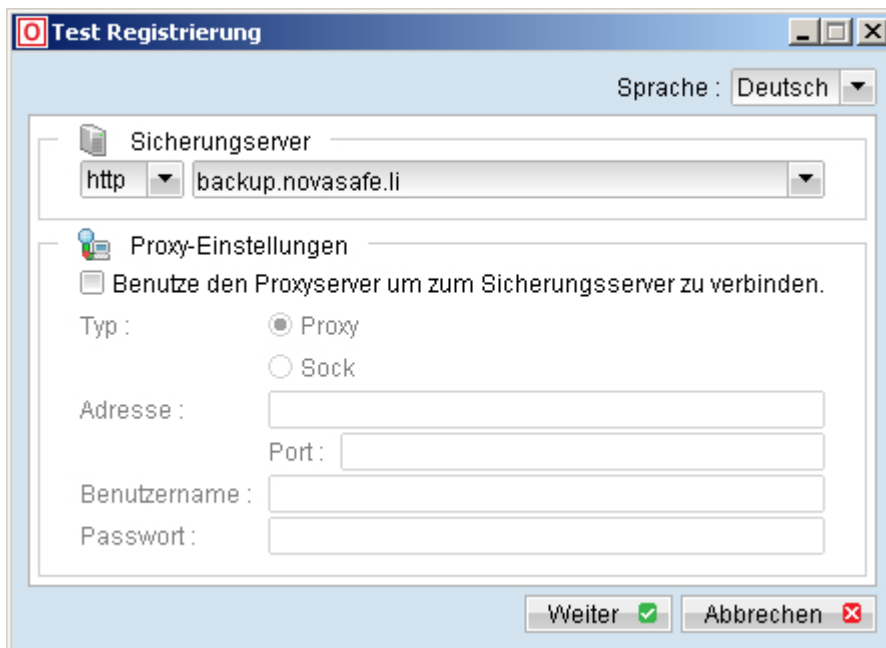 Test Registrierung
Sprache : Deutsch
Sicherungserver
http backup.novasafe.li
Proxy-Einstellungen
Benutze den Proxyserver um zum Sicherungsserver zu verbinden.
Typ : Proxy
Sock
Adresse :
Port :
Benutzername :
Passwort :
Weiter Abbrechen